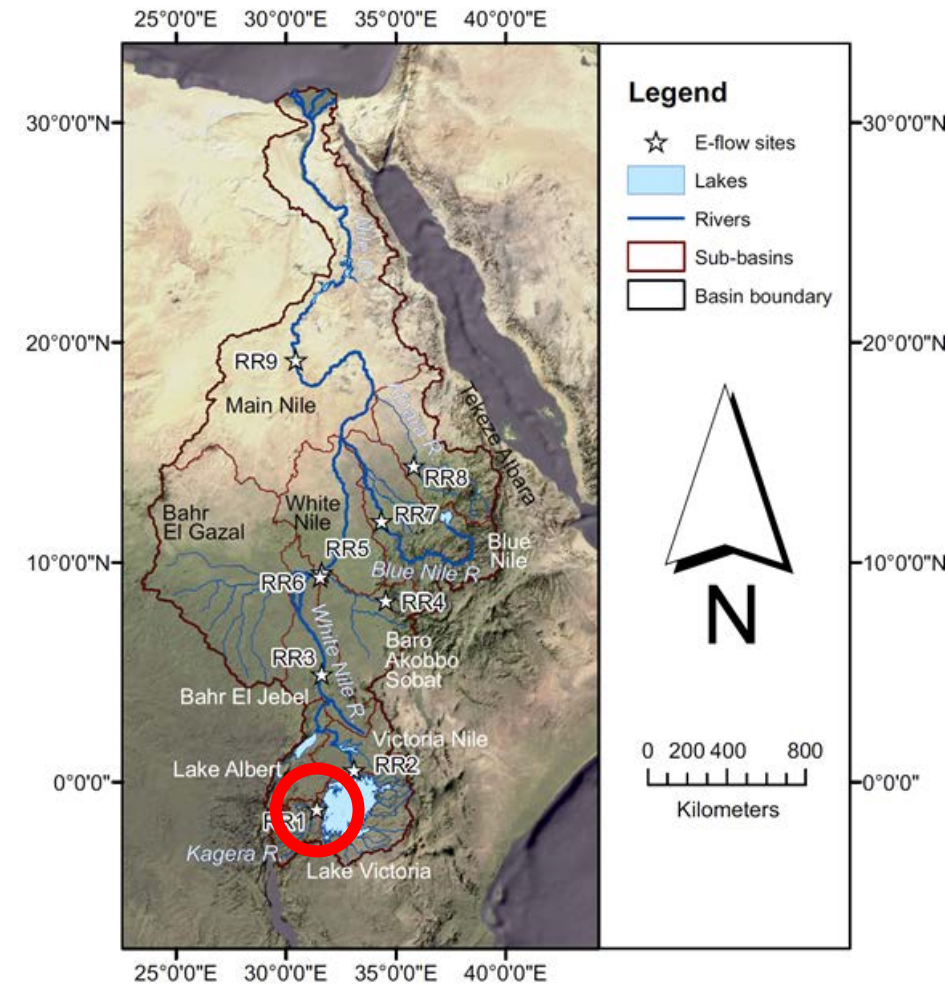 25°0'0"E 30°0'0"E 35°0'0"E 40°0'0"E
30°0'0"N
20°0'0"N
10°0'0"N
0°0'0"
30°0'0"N
20°0'0"N
10°0'0"N
0°0'0"
Nile R.
RR9
Main Nile
Atbara R.
Tekeze Albara
RR8
Bahr
El Gazal
White
Nile
RR7
RR5
Blue
Nile
Blue Nile R
RR6
RR4
White Nile R.
Baro
Akobbo
Sobat
RR3
Bahr El Jebel
Victoria Nile
Lake Albert
RR2
RR1
Kagera R.
Lake Victoria
25°0'0"E 30°0'0"E 35°0'0"E 40°0'0"E
Legend
E-flow sites
Lakes
Rivers
Sub-basins
Basin boundary
N
0 200 400 800
Kilometers